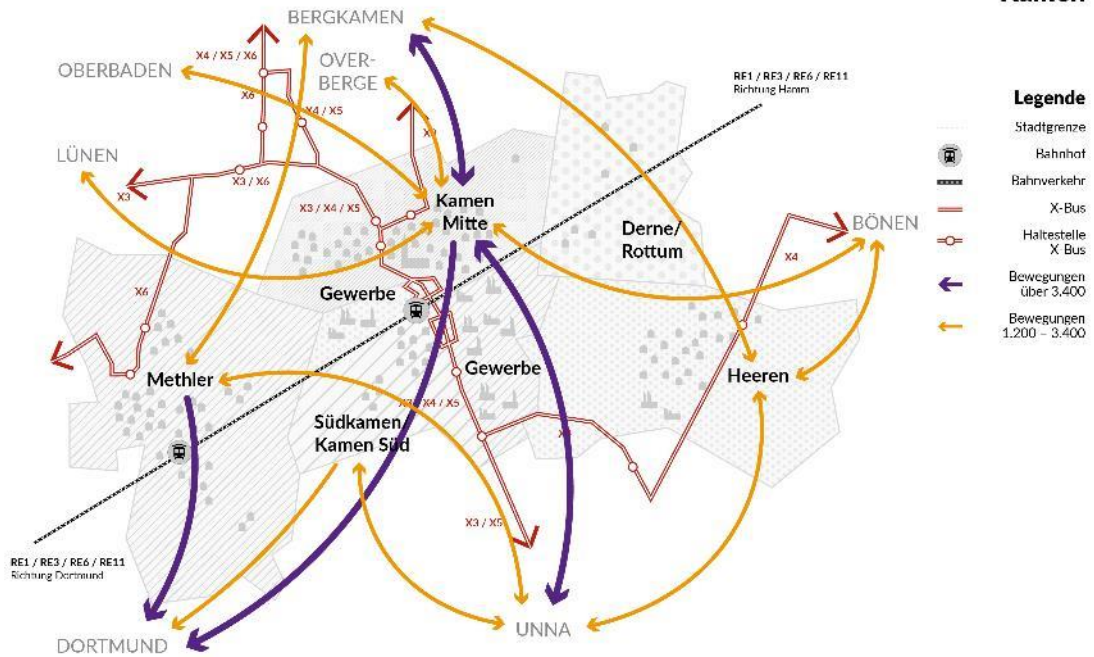 BERGKAMEN
X4 / X5 / X6
OVER-
BERGE
OBERBADEN
RE1 / RE3 / RE6 / RE11
Richtung Hamm
X6
X4 / X5
LÜNEN
X3 / X6
X3
Kamen
Mitte
X3 / X4 / X5
Derne/
Rottum
BÖNEN
X4
Gewerbe
X6
Methler
Gewerbe
Heeren
X4 / X5
Südkamen/
Kamen Süd
X3 / X5
RE1 / RE3 / RE6 / RE11
Richtung Dortmund
UNNA
DORTMUND
Legende
Stadtgrenze
Bahnhof
Bahnverkehr
X-Bus
Haltestelle
X-Bus
Bewegungen
über 3.400
Bewegungen
1.200 – 3.400